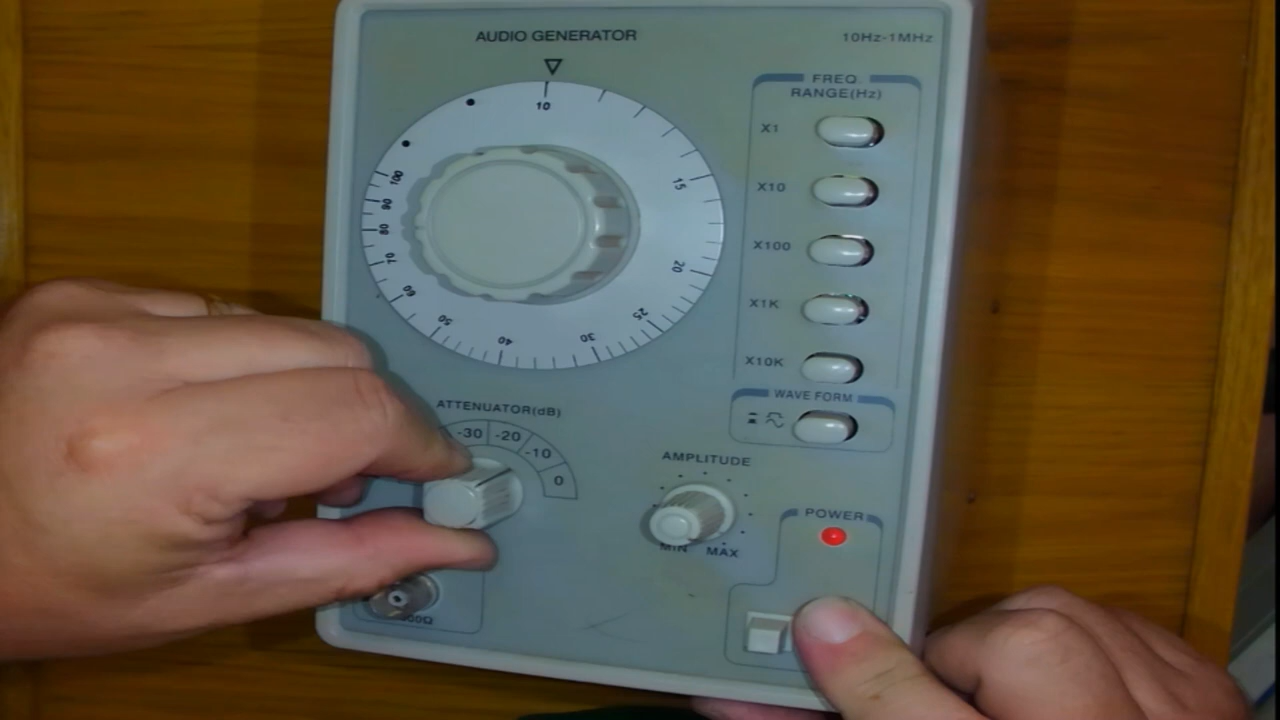 AUDIO GENERATOR
10Hz-1MHz
10
15
20
25
30
40
50
60
70
80
90
100
FREQ.
RANGE(Hz)
X1
X10
X100
X1K
X10K
WAVE FORM
ATTENUATOR(dB)
-30 -20 -10 0
AMPLITUDE
MIN MAX
POWER